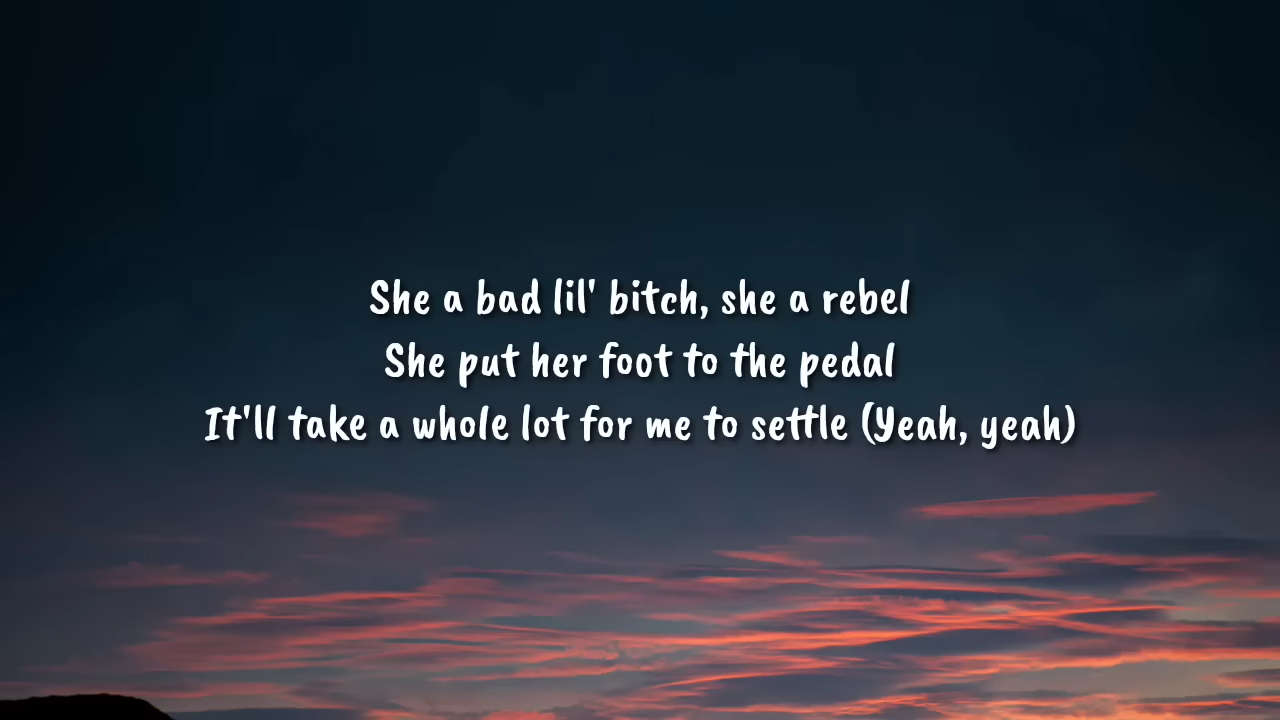 She a bad lil' bitch, she a rebel
She put her foot to the pedal
It'll take a whole lot for me to settle (Yeah, yeah)